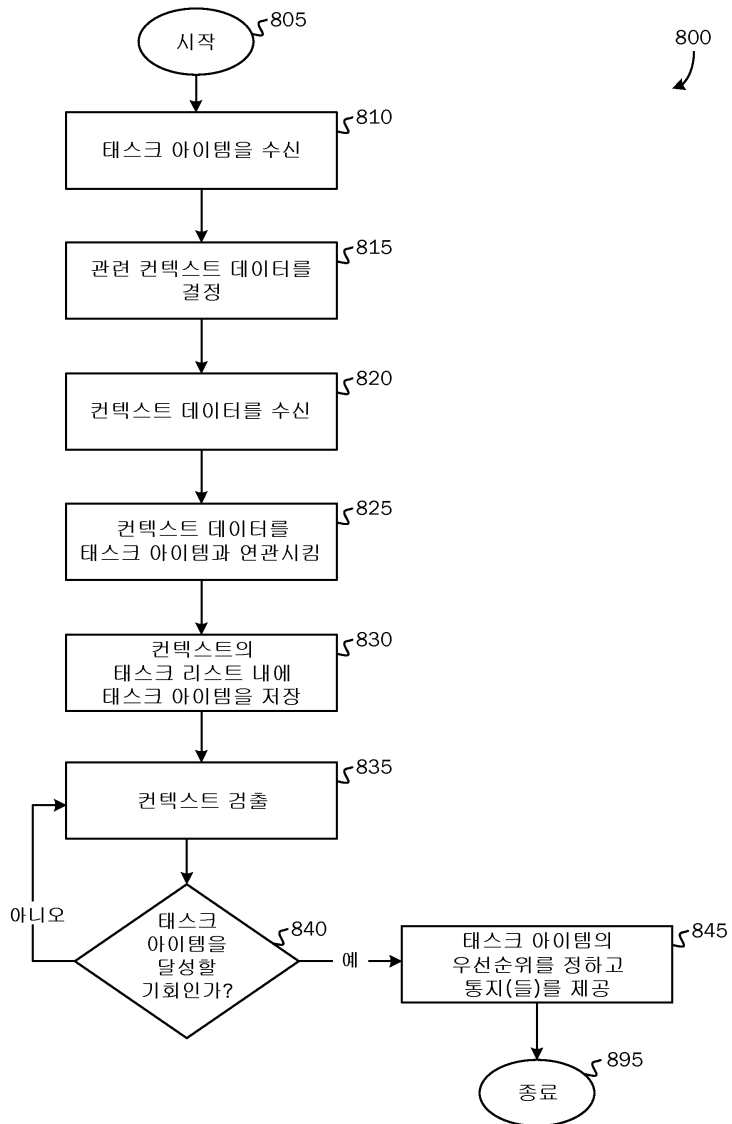 시작
805
800
810
태스크 아이템을 수신
815
관련 컨텍스트 데이터를
결정
820
컨텍스트 데이터를 수신
825
컨텍스트 데이터를
태스크 아이템과 연관시킴
830
컨텍스트의
태스크 리스트 내에
태스크 아이템을 저장
835
컨텍스트 검출
아니오
태스크
아이템을
달성할
기회인가?
840
예
845
태스크 아이템의
우선순위를 정하고
통지(들)를 제공
895
종료